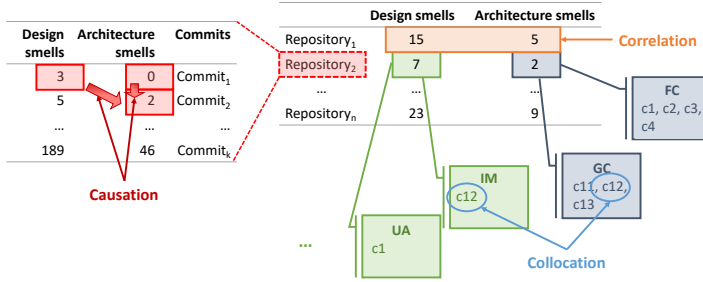 Design smells Architecture smells Commits
3 0 Commit₁
5 2 Commit₂
... ...
189 46 Commitₖ
Causation
Design smells Architecture smells
Repository₁ 15 5
Repository₂ 7 2
... ... ...
Repositoryₙ 23 9
Correlation
FC
c1, c2, c3,
c4
GC
c11, c12,
c13
IM
c12
UA
c1
...
Collocation